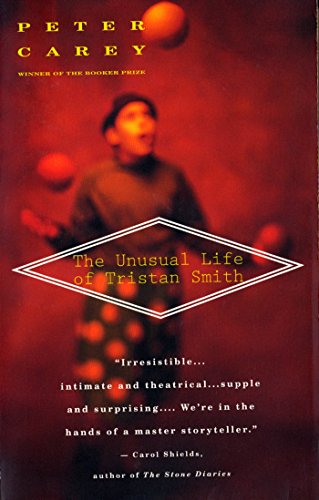 PETER
CAREY
WINNER OF THE BOOKER PRIZE
The Unusual Life
of Tristan Smith
“Irresistible...
intimate and theatrical...supple
and surprising.... We're in the
hands of a master storyteller.”
— Carol Shields,
author of The Stone Diaries